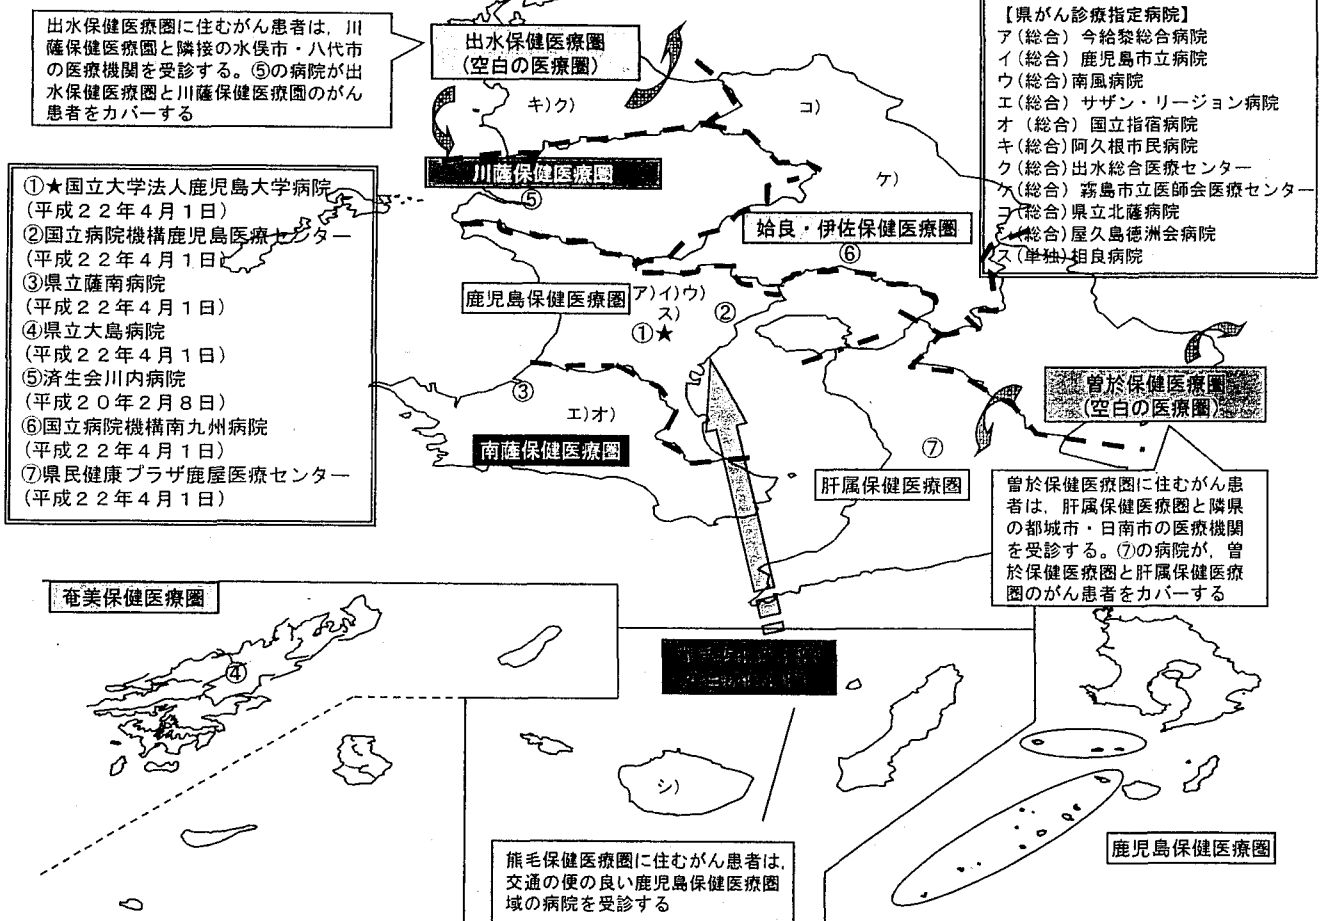 出水保健医療圏に住むがん患者は，川
薩保健医療圏と隣接の水俣市・八代市
の医療機関を受診する。⑤の病院が出
水保健医療圏と川薩保健医療圏のがん
患者をカバーする
出水保健医療圏
(空白の医療圏)
【県がん診療指定病院】
ア(総合) 今給黎総合病院
イ(総合) 鹿児島市立病院
ウ(総合)南風病院
エ(総合) サザン・リージョン病院
オ (総合) 国立指宿病院
キ(総合)阿久根市民病院
ク(総合)出水総合医療センター
ケ(総合) 霧島市立医師会医療センター
コ(総合)県立北薩病院
(総合)屋久島徳洲会病院
ス(単独)相良病院
キ)ク)
コ)
ケ)
川薩保健医療圏
⑤
①★国立大学法人鹿児島大学病院
(平成２２年４月１日)
②国立病院機構鹿児島医療センター
(平成２２年４月１日)
③県立薩南病院
(平成２２年４月１日)
④県立大島病院
(平成２２年４月１日)
⑤済生会川内病院
(平成２０年２月８日)
⑥国立病院機構南九州病院
(平成２２年４月１日)
⑦県民健康プラザ鹿屋医療センター
(平成２２年４月１日)
姶良・伊佐保健医療圏
⑥
鹿児島保健医療圏
ア)イ)ウ)
ス)
①★
②
③
エ)オ)
南薩保健医療圏
曽於保健医療圏
(空白の医療圏)
⑦
肝属保健医療圏
曽於保健医療圏に住むがん患
者は，肝属保健医療圏と隣県
の都城市・日南市の医療機関
を受診する。⑦の病院が，曽
於保健医療圏と肝属保健医療
圏のがん患者をカバーする
奄美保健医療圏
④
シ)
熊毛保健医療圏に住むがん患者は，
交通の便の良い鹿児島保健医療圏
域の病院を受診する
鹿児島保健医療圏